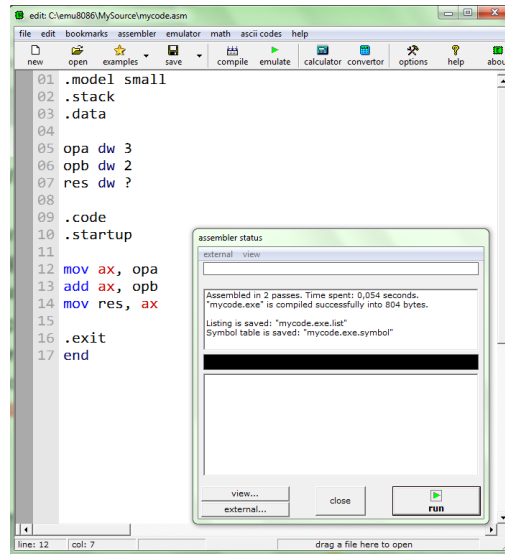 edit: C:\emu8086\MySource\mycode.asm
file edit bookmarks assembler emulator math ascii codes help
new open examples save compile emulate calculator convertor options help abou
01 .model small
02 .stack
03 .data
04
05 opa dw 3
06 opb dw 2
07 res dw ?
08
09 .code
10 .startup
11
12 mov ax, opa
13 add ax, opb
14 mov res, ax
15
16 .exit
17 end
assembler status
external view
Assembled in 2 passes. Time spent: 0,054 seconds.
"mycode.exe" is compiled successfully into 804 bytes.
Listing is saved: "mycode.exe.list"
Symbol table is saved: "mycode.exe.symbol"
view...
external...
close
run
line: 12 col: 7 drag a file here to open